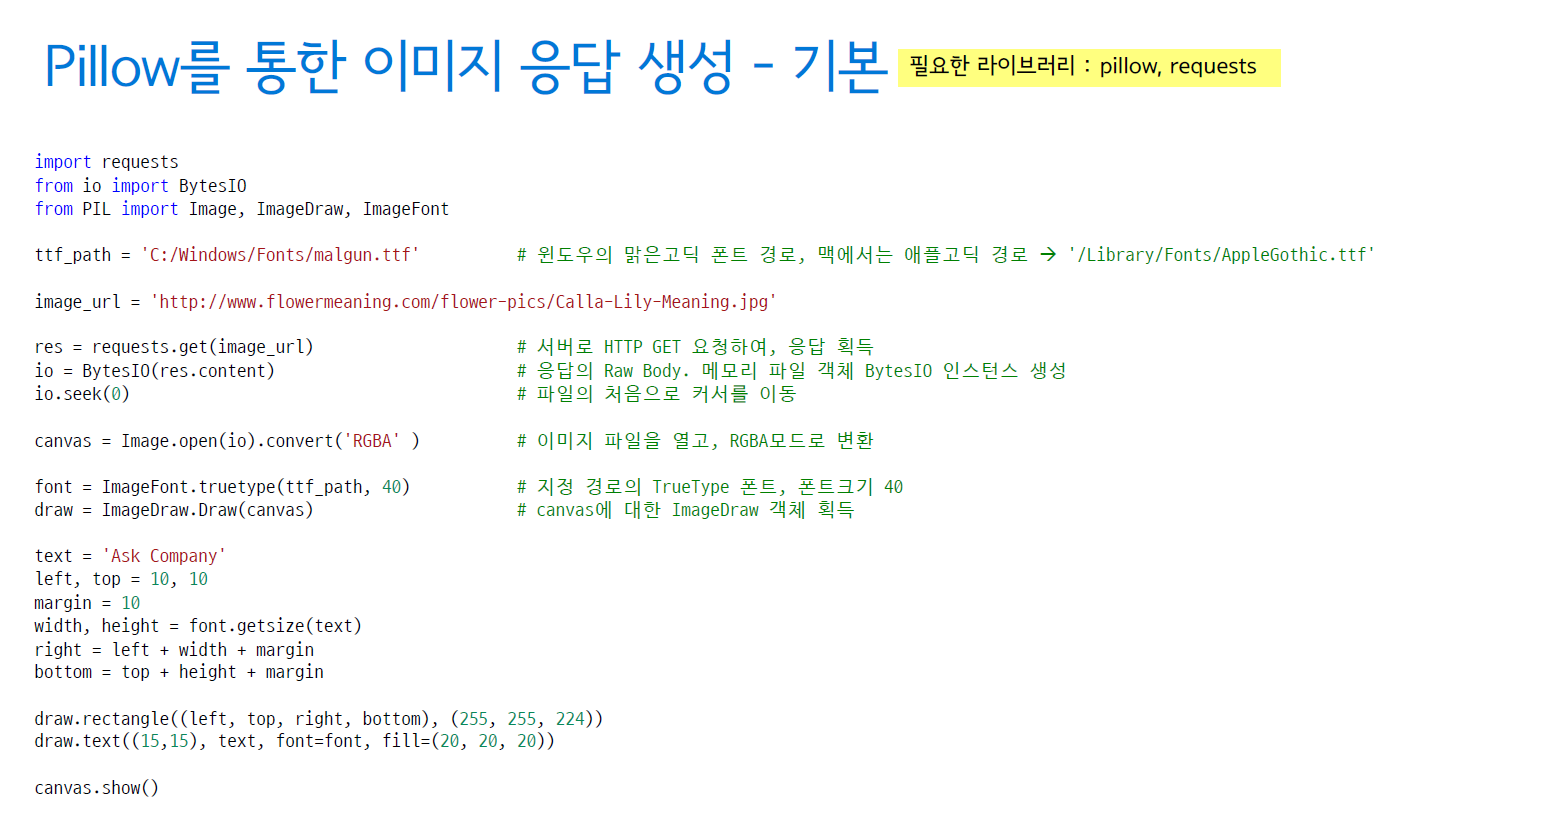 Pillow를 통한 이미지 응답 생성 - 기본
필요한 라이브러리 : pillow, requests
import requests
from io import BytesIO
from PIL import Image, ImageDraw, ImageFont
ttf_path = 'C:/Windows/Fonts/malgun.ttf' # 윈도우의 맑은고딕 폰트 경로, 맥에서는 애플고딕 경로 → '/Library/Fonts/AppleGothic.ttf'
image_url = 'http://www.flowermeaning.com/flower-pics/Calla-Lily-Meaning.jpg'
res = requests.get(image_url) # 서버로 HTTP GET 요청하여, 응답 획득
io = BytesIO(res.content) # 응답의 Raw Body. 메모리 파일 객체 BytesIO 인스턴스 생성
io.seek(0) # 파일의 처음으로 커서를 이동
canvas = Image.open(io).convert('RGBA' ) # 이미지 파일을 열고, RGBA모드로 변환
font = ImageFont.truetype(ttf_path, 40) # 지정 경로의 TrueType 폰트, 폰트크기 40
draw = ImageDraw.Draw(canvas) # canvas에 대한 ImageDraw 객체 획득
text = 'Ask Company'
left, top = 10, 10
margin = 10
width, height = font.getsize(text)
right = left + width + margin
bottom = top + height + margin
draw.rectangle((left, top, right, bottom), (255, 255, 224))
draw.text((15,15), text, font=font, fill=(20, 20, 20))
canvas.show()